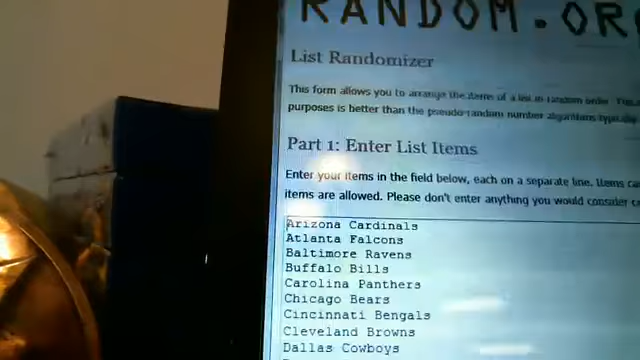 RANDOM.OR
List Randomizer
This form allows you to arrange the items of a list in random order. The
purposes is better than the pseudo-random number algorithms typically
Part 1: Enter List Items
Enter your items in the field below, each on a separate line. Items can
items are allowed. Please don't enter anything you would consider
Arizona Cardinals
Atlanta Falcons
Baltimore Ravens
Buffalo Bills
Carolina Panthers
Chicago Bears
Cincinnati Bengals
Cleveland Browns
Dallas Cowboys